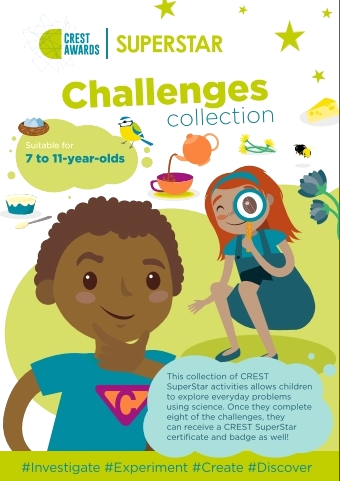 CREST
AWARDS
SUPERSTAR
Challenges
collection
Suitable for
7 to 11-year-olds
C
This collection of CREST
SuperStar activities allows children
to explore everyday problems
using science. Once they complete
eight of the challenges, they
can receive a CREST SuperStar
certificate and badge as well!
#Investigate #Experiment #Create #Discover